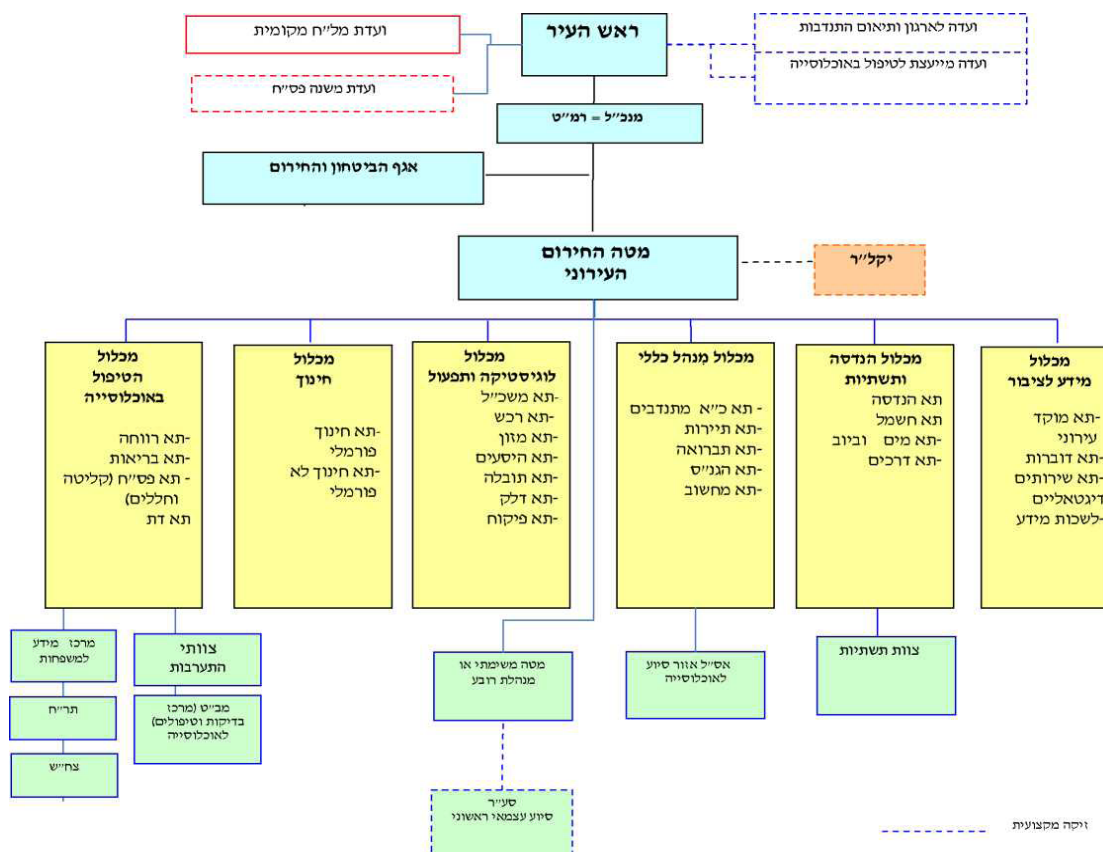 ועדה לארגון ותיאום התנדבות
ועדה מייעצת לטיפול באוכלוסייה
ראש העיר
ועדת מל"ח מקומית
ועדת משנה פס"ח
מנכ"ל = רמ"ט
אגף הביטחון והחירום
מטה החירום
העירוני
יקל"ר
מכלול
מידע לציבור
-תא מוקד
עירוני
-תא דוברות
-תא שירותים
דיגטאליים
-לשכות מידע
מכלול הנדסה
ותשתיות
תא הנדסה
תא חשמל
-תא מים וביוב
-תא דרכים
מכלול מִנהל כללי
- תא כ"א מתנדבים
-תא תיירות
-תא תברואה
-תא הגנ"ס
-תא מחשוב
מכלול
לוגיסטיקה ותפעול
-תא משכ"ל
-תא רכש
-תא מזון
-תא היסעים
-תא תובלה
-תא דלק
-תא פיקוח
מכלול
חינוך
-תא חינוך
פורמלי
-תא חינוך לא
פורמלי
מכלול
הטיפול
באוכלוסייה
-תא רווחה
-תא בריאות
- תא פס"ח (קליטה
וחללים)
תא דת
צוות תשתיות
אס"ל אזור סיוע
לאוכלוסייה
מטה משימתי או
מנהלת רובע
סע"ר
סיוע עצמאי ראשוני
צוותי
התערבות
מב"ט (מרכז
בדיקות וטיפולים)
לאוכלוסייה
מרכז מידע
למשפחות
תר"ח
צח"ש
זיקה מקצועית